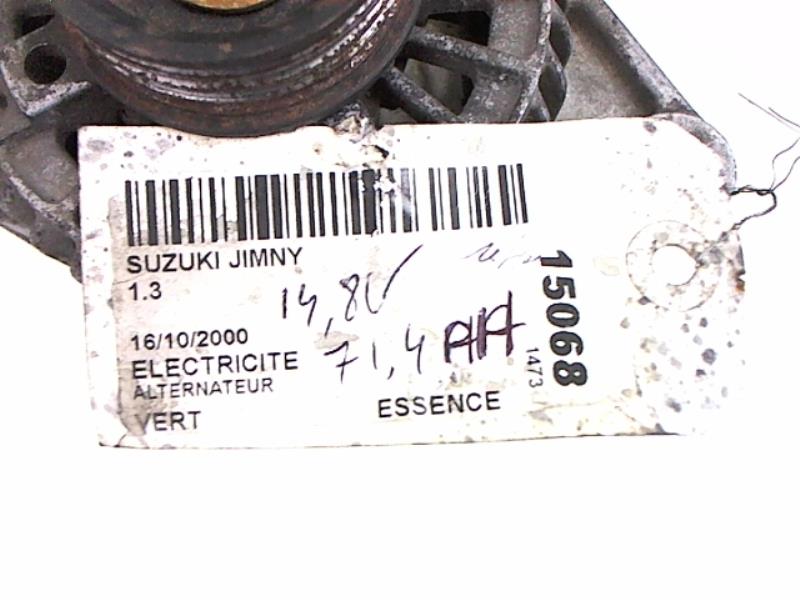 SUZUKI JIMNY
1.3
14,8V
16/10/2000
71,4 AH
ELECTRICITE
ALTERNATEUR
VERT
ESSENCE
15068
1473